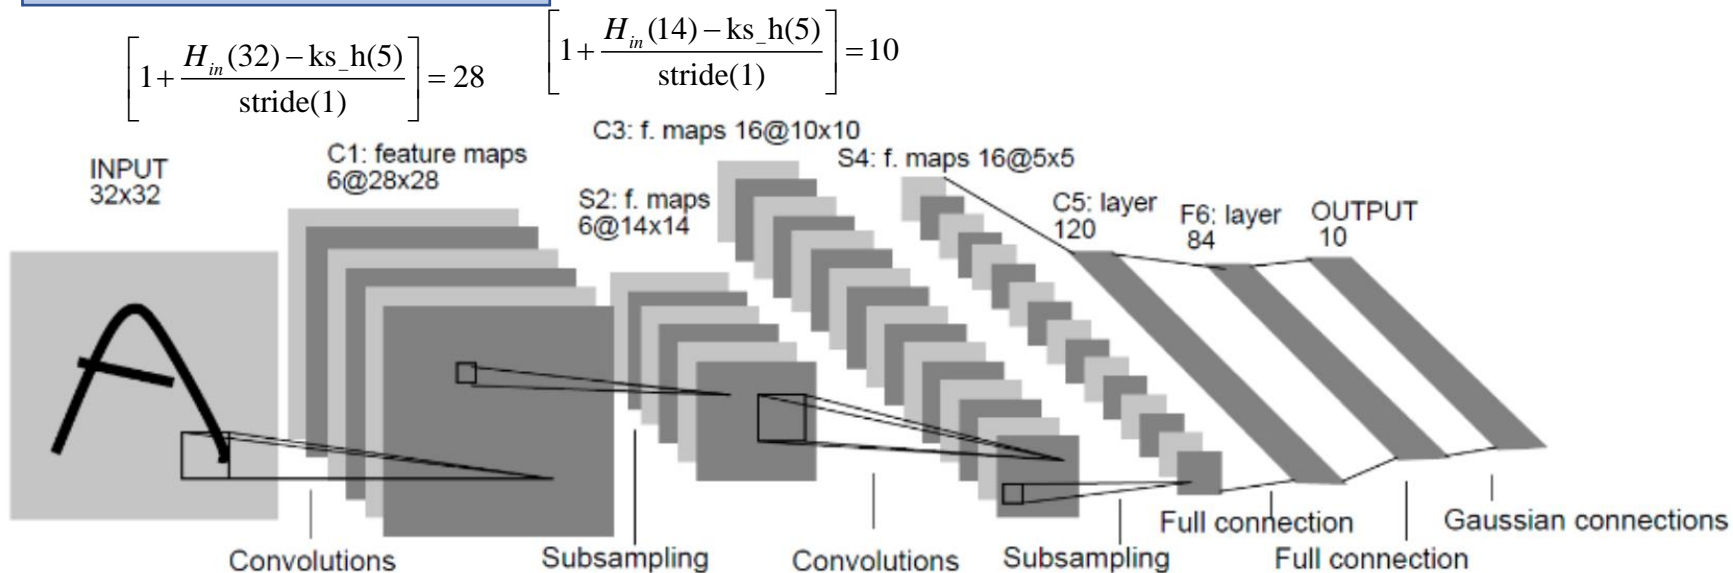 [1+ H_in(32) − ks_h(5) / stride(1)] = 28
[1+ H_in(14) − ks_h(5) / stride(1)] = 10
INPUT
32x32
C1: feature maps
6@28x28
S2: f. maps
6@14x14
C3: f. maps 16@10x10
S4: f. maps 16@5x5
C5: layer
120
F6: layer
84
OUTPUT
10
A
Convolutions
Subsampling
Convolutions
Subsampling
Full connection
Full connection
Gaussian connections